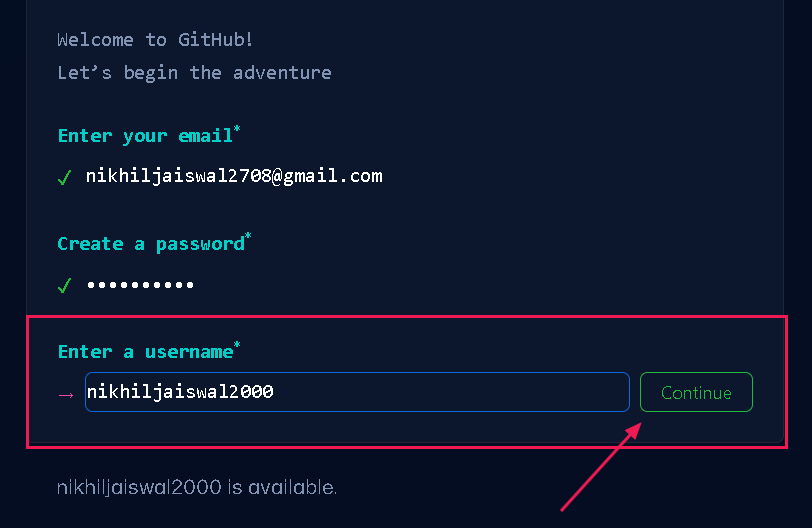 Welcome to GitHub!
Let’s begin the adventure
Enter your email*
✓ nikhiljaiswal2708@gmail.com
Create a password*
✓ ••••••••••
Enter a username*
→ nikhiljaiswal2000 Continue
nikhiljaiswal2000 is available.